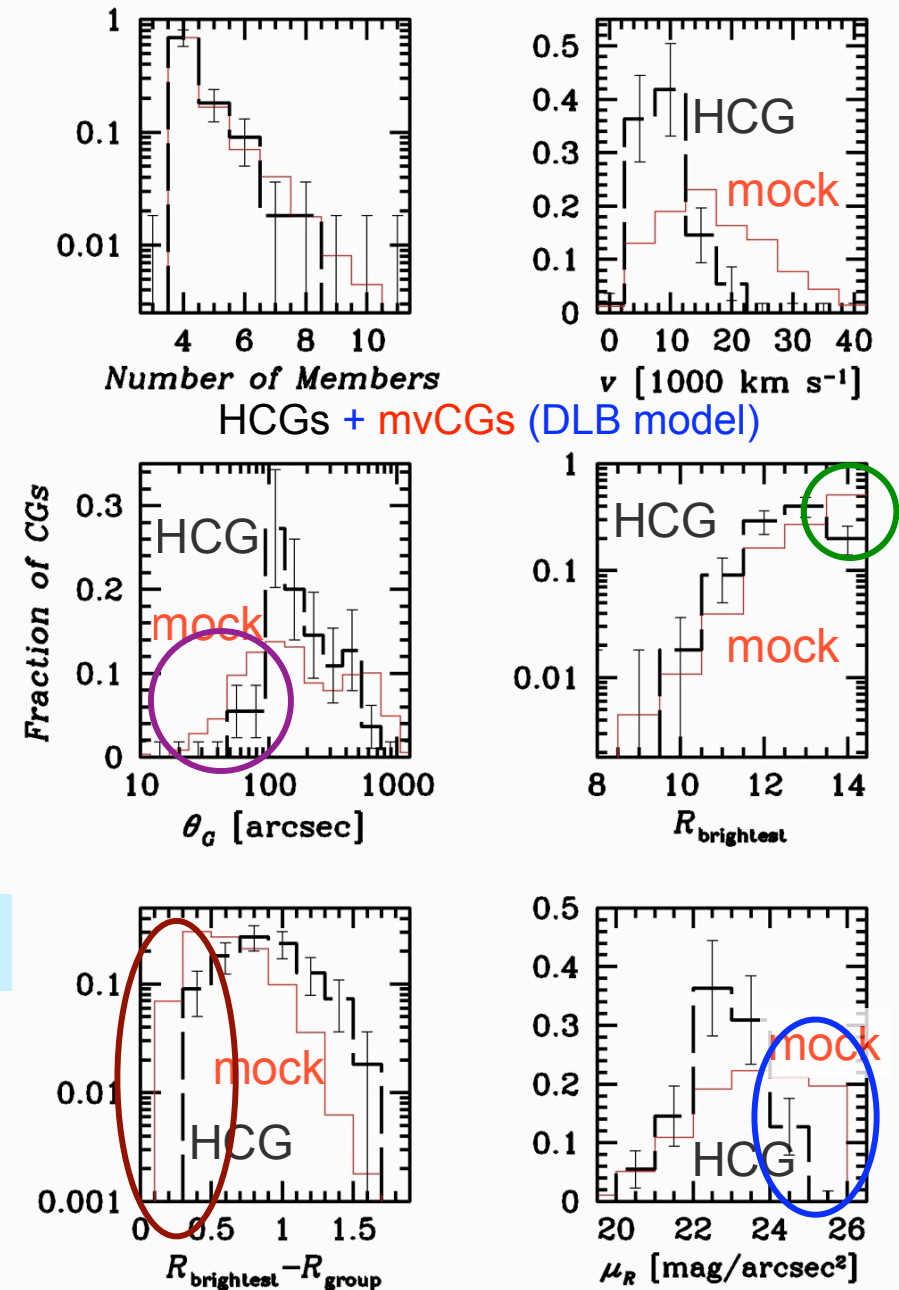 1
0.1
0.01
4 6 8 10
Number of Members
0.5
0.4
0.3
0.2
0.1
0
HCG
mock
0 10 20 30 40
v [1000 km s⁻¹]
HCGs + mvCGs (DLB model)
Fraction of CGs
0.3
0.2
0.1
0
HCG
mock
10 100 1000
θG [arcsec]
1
0.1
0.01
HCG
mock
8 10 12 14
Rbrightest
0.1
0.01
0.001
mock
HCG
0 0.5 1 1.5
Rbrightest−Rgroup
0.5
0.4
0.3
0.2
0.1
0
mock
HCG
20 22 24 26
μR [mag/arcsec²]